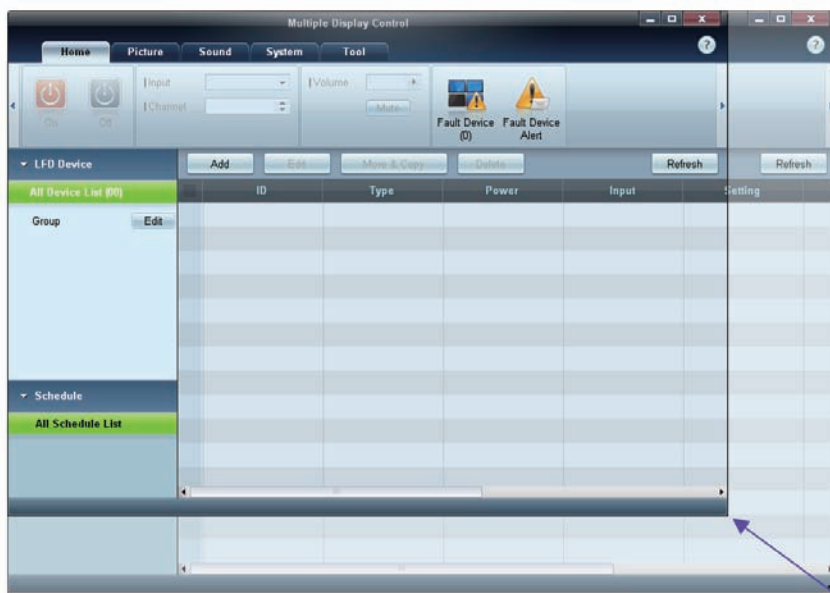 Multiple Display Control
Home Picture Sound System Tool
Input
Channel
On Off
Volume
Mute
Fault Device (0)
Fault Device Alert
LFD Device
Add Edit Move & Copy Delete Refresh Refresh
All Device List (00)
ID Type Power Input Setting
Group Edit
Schedule
All Schedule List